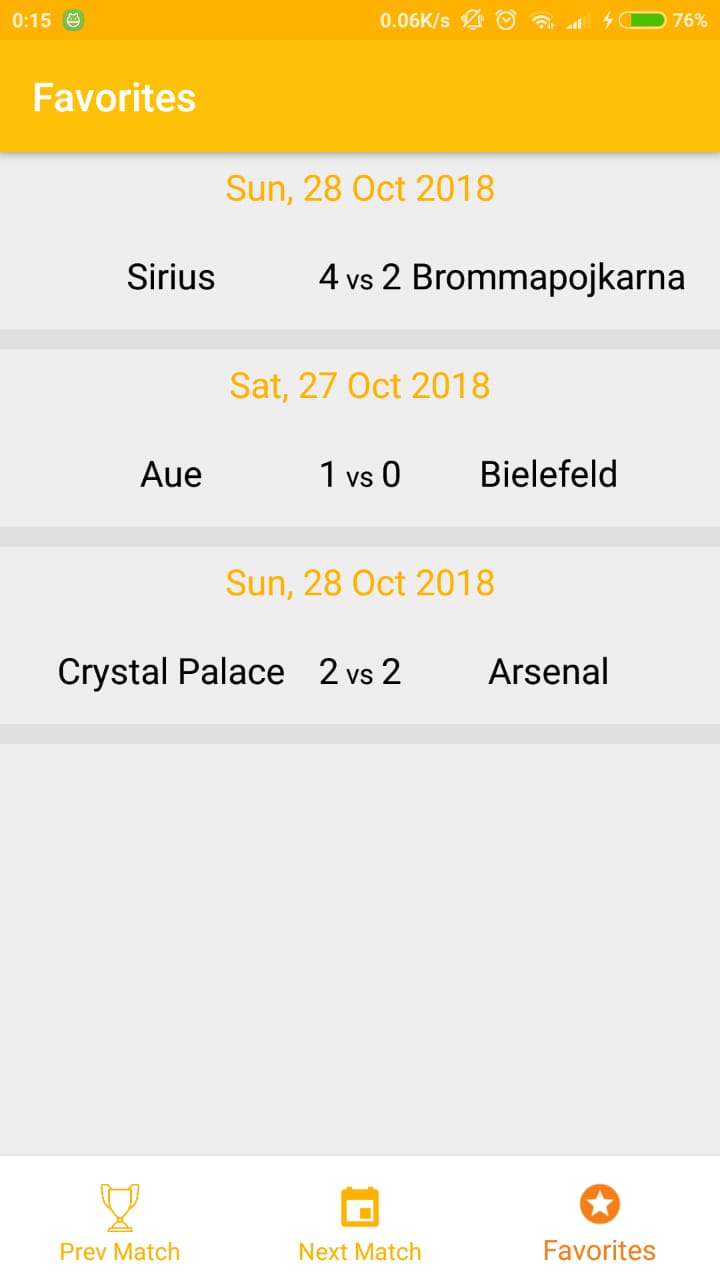 0:15 0.06K/s 76%
Favorites
Sun, 28 Oct 2018
Sirius 4 vs 2 Brommapojkarna
Sat, 27 Oct 2018
Aue 1 vs 0 Bielefeld
Sun, 28 Oct 2018
Crystal Palace 2 vs 2 Arsenal
Prev Match Next Match Favorites